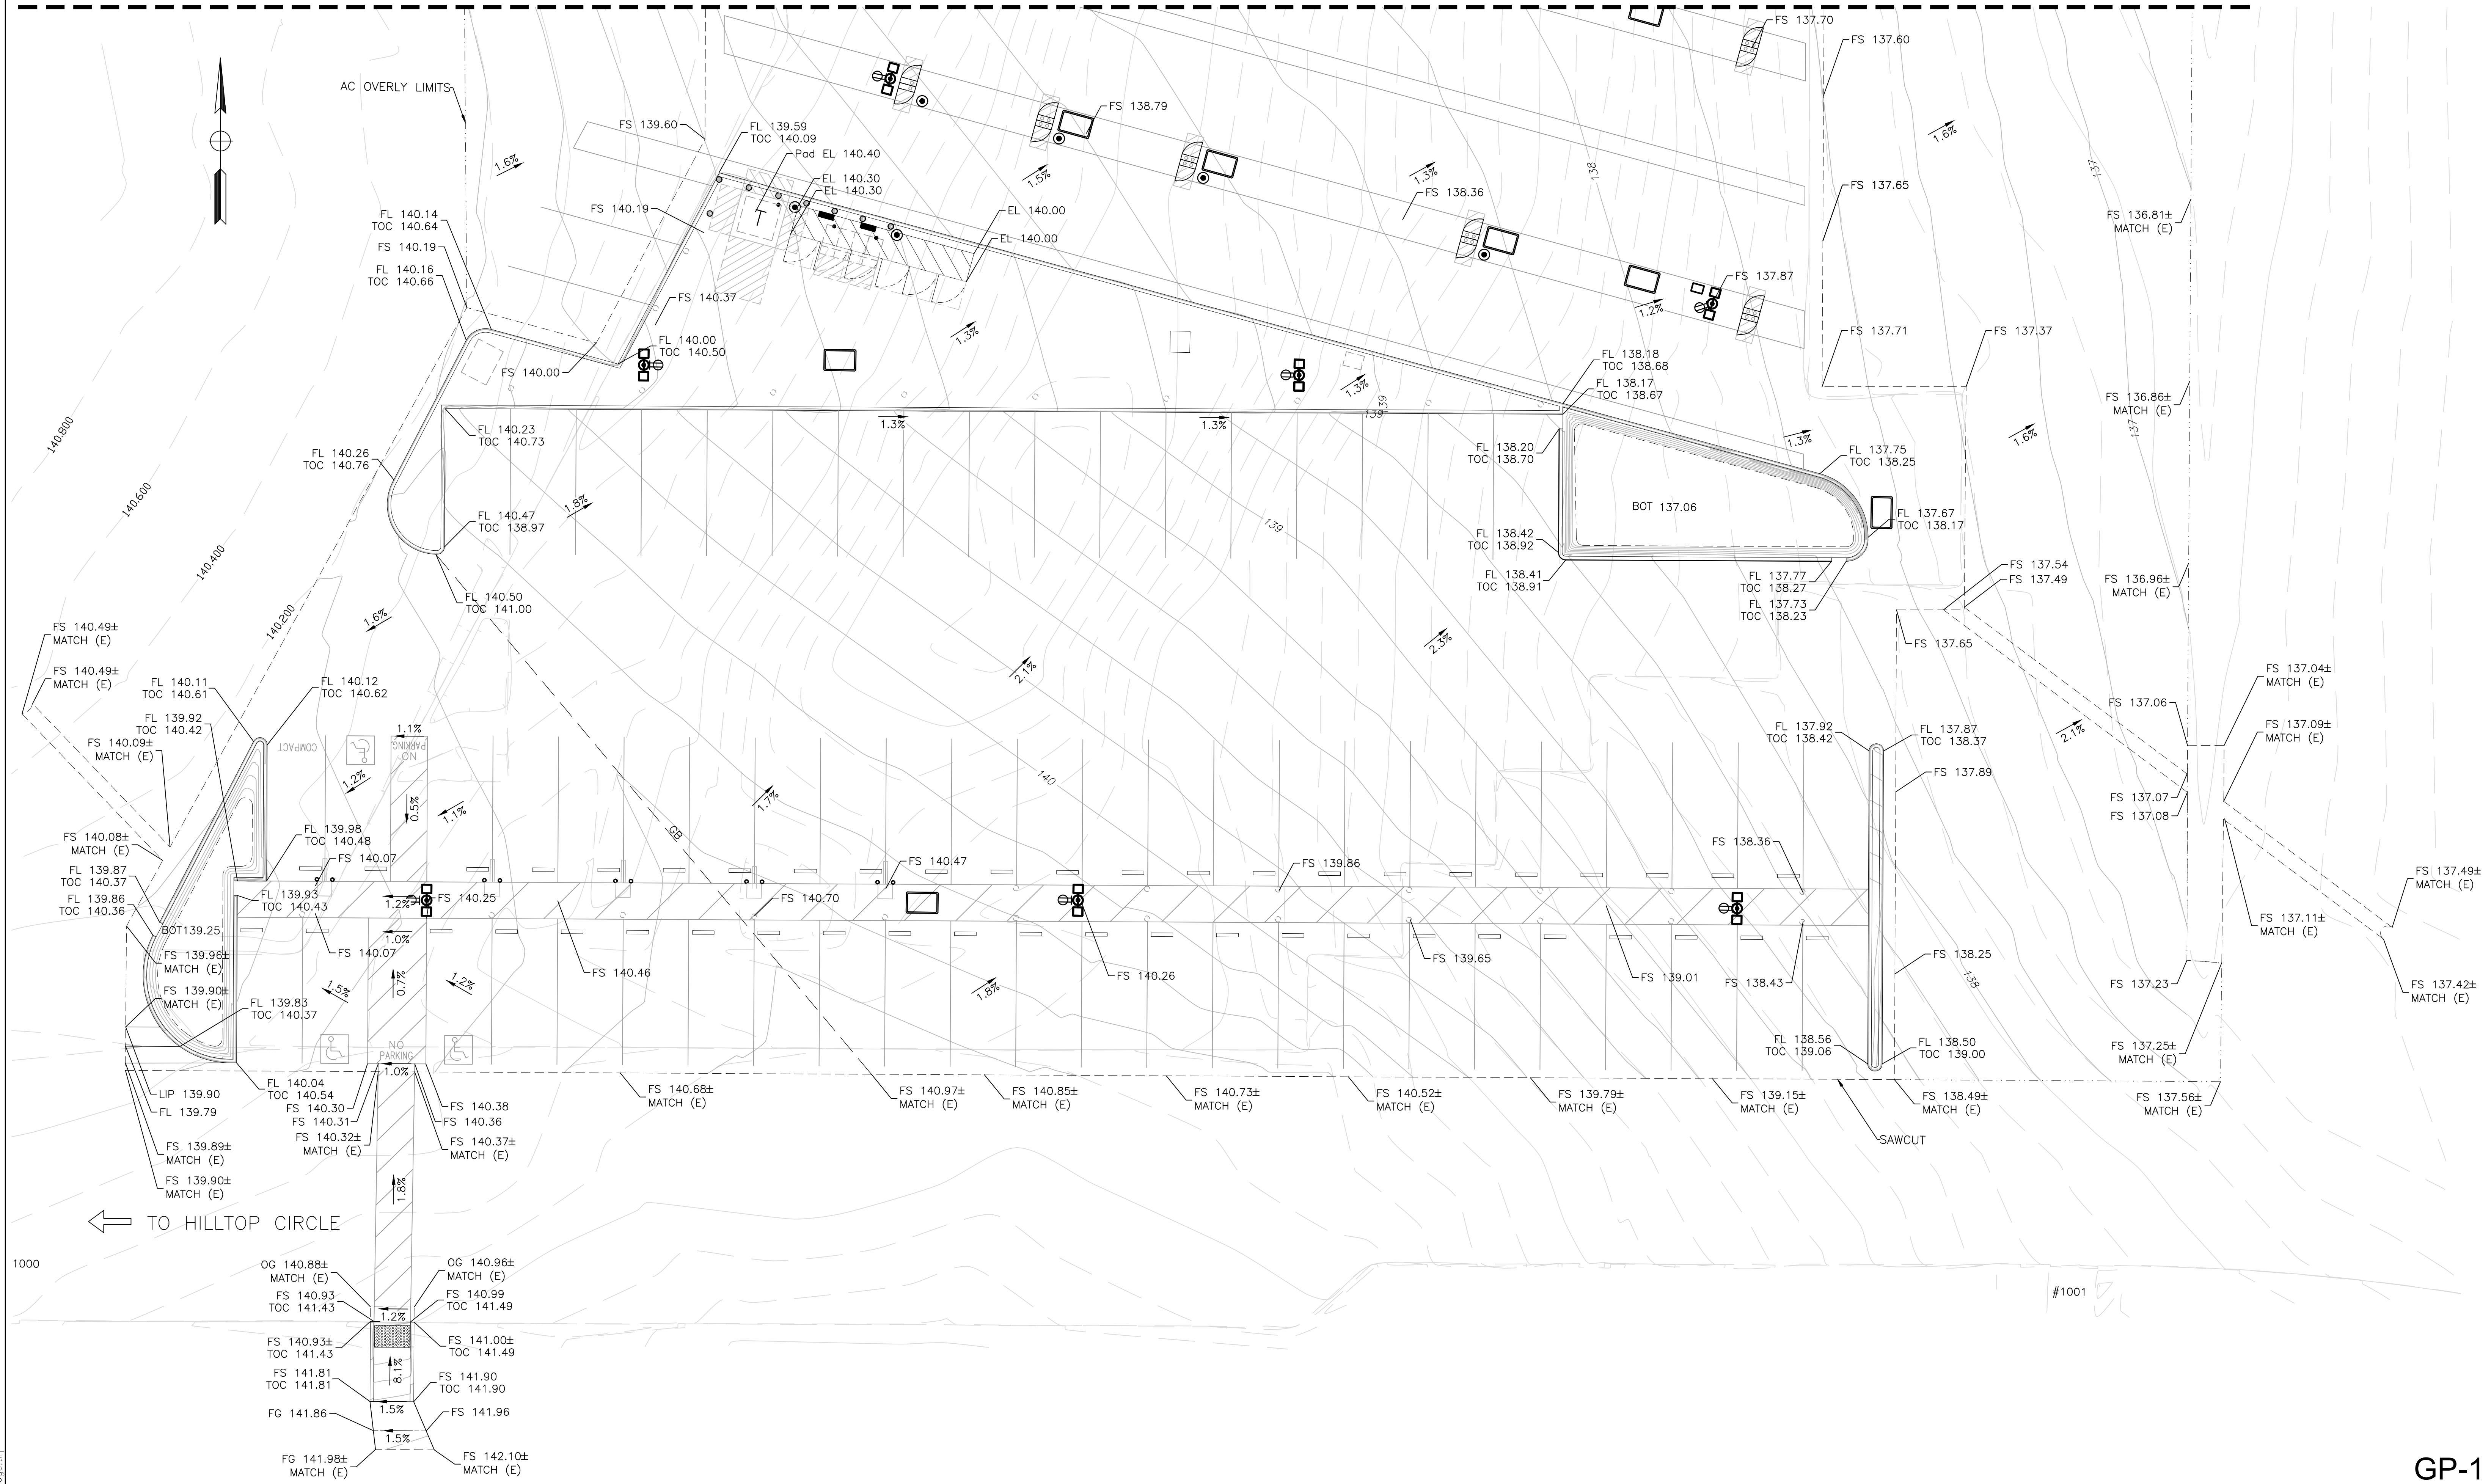 FS 137.70
FS 137.60
AC OVERLY LIMITS
FS 138.79
FS 139.60
FL 139.59
TOC 140.09
Pad EL 140.40
1.6%
1.6%
138
137
1.6%
1.5%
1.3%
EL 140.30
EL 140.30
FS 137.65
FS 138.36
FS 140.19
EL 140.00
FL 140.14
TOC 140.64
FS 136.81±
MATCH (E)
EL 140.00
FS 140.19
FL 140.16
TOC 140.66
FS 137.87
FS 140.37
1.2%
1.3%
FS 137.71
FS 137.37
FL 140.00
TOC 140.50
FS 140.00
FL 138.18
TOC 138.68
FL 138.17
TOC 138.67
1.3%
139
139
FS 136.86±
MATCH (E)
137
140.800
1.3%
1.3%
FL 140.23
TOC 140.73
1.3%
1.6%
FL 140.26
TOC 140.76
FL 138.20
TOC 138.70
FL 137.75
TOC 138.25
140.600
1.8%
BOT 137.06
FL 137.67
TOC 138.17
FL 140.47
TOC 138.97
139
FL 138.42
TOC 138.92
140.400
FS 137.54
FS 137.49
FS 136.96±
MATCH (E)
FL 138.41
TOC 138.91
FL 137.77
TOC 138.27
FL 140.50
TOC 141.00
FL 137.73
TOC 138.23
140.200
1.6%
FS 140.49±
MATCH (E)
2.3%
FS 137.65
FS 140.49±
MATCH (E)
2.1%
FL 140.11
TOC 140.61
FL 140.12
TOC 140.62
FS 137.04±
MATCH (E)
FS 137.06
FL 139.92
TOC 140.42
1.1%
FL 137.92
TOC 138.42
FL 137.87
TOC 138.37
FS 137.09±
MATCH (E)
2.1%
FS 140.09±
MATCH (E)
COMPACT
NO
PARKING
1.2%
140
FS 137.89
0.5%
1.1%
1.7%
FS 137.07
FS 137.08
FS 140.08±
MATCH (E)
FL 139.98
TOC 140.48
GB
FS 138.36
FS 140.07
FS 140.47
FS 139.86
FL 139.87
TOC 140.37
FS 137.49±
MATCH (E)
FL 139.86
TOC 140.36
FL 139.93
TOC 140.43
1.2%
FS 140.25
FS 140.70
FS 137.11±
MATCH (E)
BOT139.25
1.0%
FS 140.07
FS 139.96±
MATCH (E)
FS 140.46
FS 140.26
FS 139.65
FS 139.01
FS 138.43
FS 138.25
138
FS 137.23
FS 137.42±
MATCH (E)
FS 139.90±
MATCH (E)
1.5%
0.7%
1.2%
1.8%
FL 139.83
TOC 140.37
NO
PARKING
1.0%
FL 138.56
TOC 139.06
FL 138.50
TOC 139.00
FS 137.25±
MATCH (E)
LIP 139.90
FL 139.79
FL 140.04
TOC 140.54
FS 140.30
FS 140.31
FS 140.32±
MATCH (E)
FS 140.38
FS 140.36
FS 140.37±
MATCH (E)
FS 140.68±
MATCH (E)
FS 140.97±
MATCH (E)
FS 140.85±
MATCH (E)
FS 140.73±
MATCH (E)
FS 140.52±
MATCH (E)
FS 139.79±
MATCH (E)
FS 139.15±
MATCH (E)
FS 138.49±
MATCH (E)
FS 137.56±
MATCH (E)
SAWCUT
FS 139.89±
MATCH (E)
FS 139.90±
MATCH (E)
1.8%
TO HILLTOP CIRCLE
1000
OG 140.88±
MATCH (E)
OG 140.96±
MATCH (E)
#1001
FS 140.93
TOC 141.43
FS 140.99
TOC 141.49
1.2%
FS 140.93±
TOC 141.43
FS 141.00±
TOC 141.49
8.1%
FS 141.81
TOC 141.81
FS 141.90
TOC 141.90
1.5%
FG 141.86
FS 141.96
1.5%
FG 141.98±
MATCH (E)
FS 142.10±
MATCH (E)
GP-1